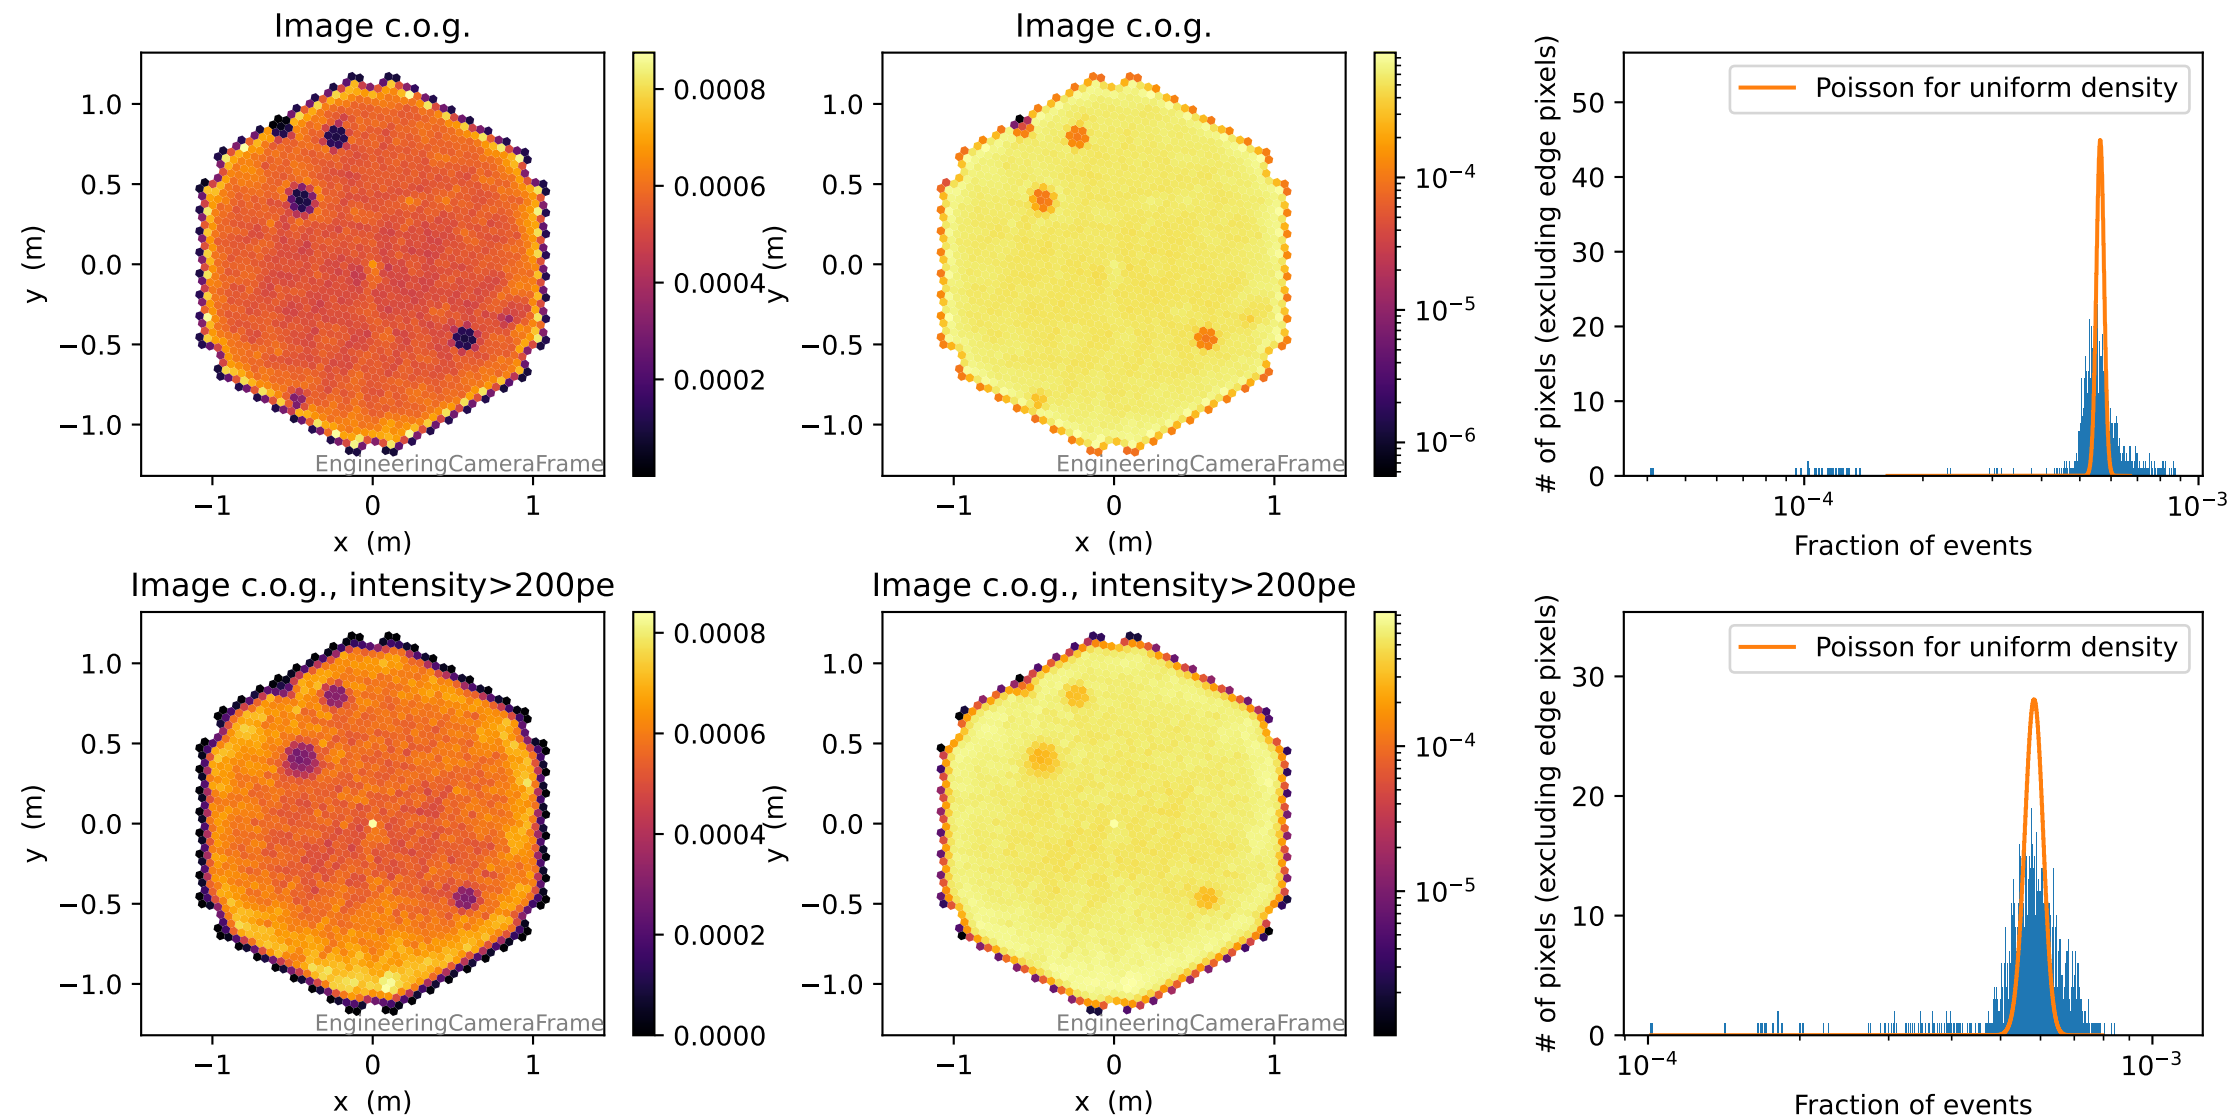 Image c.o.g.
1.0
0.5
0.0
−0.5
−1.0
y (m)
−1
0
1
x (m)
EngineeringCameraFrame
0.0008
0.0006
0.0004
0.0002
Image c.o.g.
1.0
0.5
0.0
−0.5
−1.0
y (m)
−1
0
1
x (m)
EngineeringCameraFrame
10⁻⁴
10⁻⁵
10⁻⁶
Poisson for uniform density
50
40
30
20
10
0
# of pixels (excluding edge pixels)
10⁻⁴
10⁻³
Fraction of events
Image c.o.g., intensity>200pe
1.0
0.5
0.0
−0.5
−1.0
y (m)
−1
0
1
x (m)
EngineeringCameraFrame
0.0008
0.0006
0.0004
0.0002
0.0000
Image c.o.g., intensity>200pe
1.0
0.5
0.0
−0.5
−1.0
y (m)
−1
0
1
x (m)
EngineeringCameraFrame
10⁻⁴
10⁻⁵
Poisson for uniform density
30
20
10
0
# of pixels (excluding edge pixels)
10⁻⁴
10⁻³
Fraction of events